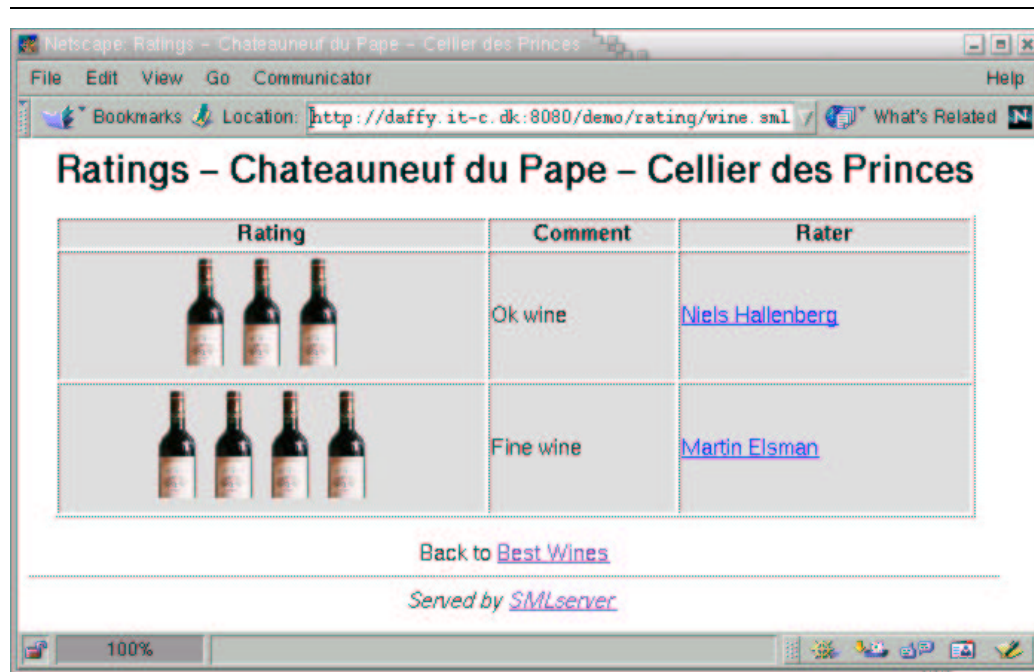 Netscape: Ratings – Chateauneuf du Pape – Cellier des Princes
File Edit View Go Communicator Help
Bookmarks Location: http://daffy.it-c.dk:8080/demo/rating/wine.sml What's Related N
Ratings – Chateauneuf du Pape – Cellier des Princes
Rating Comment Rater
Ok wine Niels Hallenberg
Fine wine Martin Elsman
Back to Best Wines
Served by SMLserver
100%